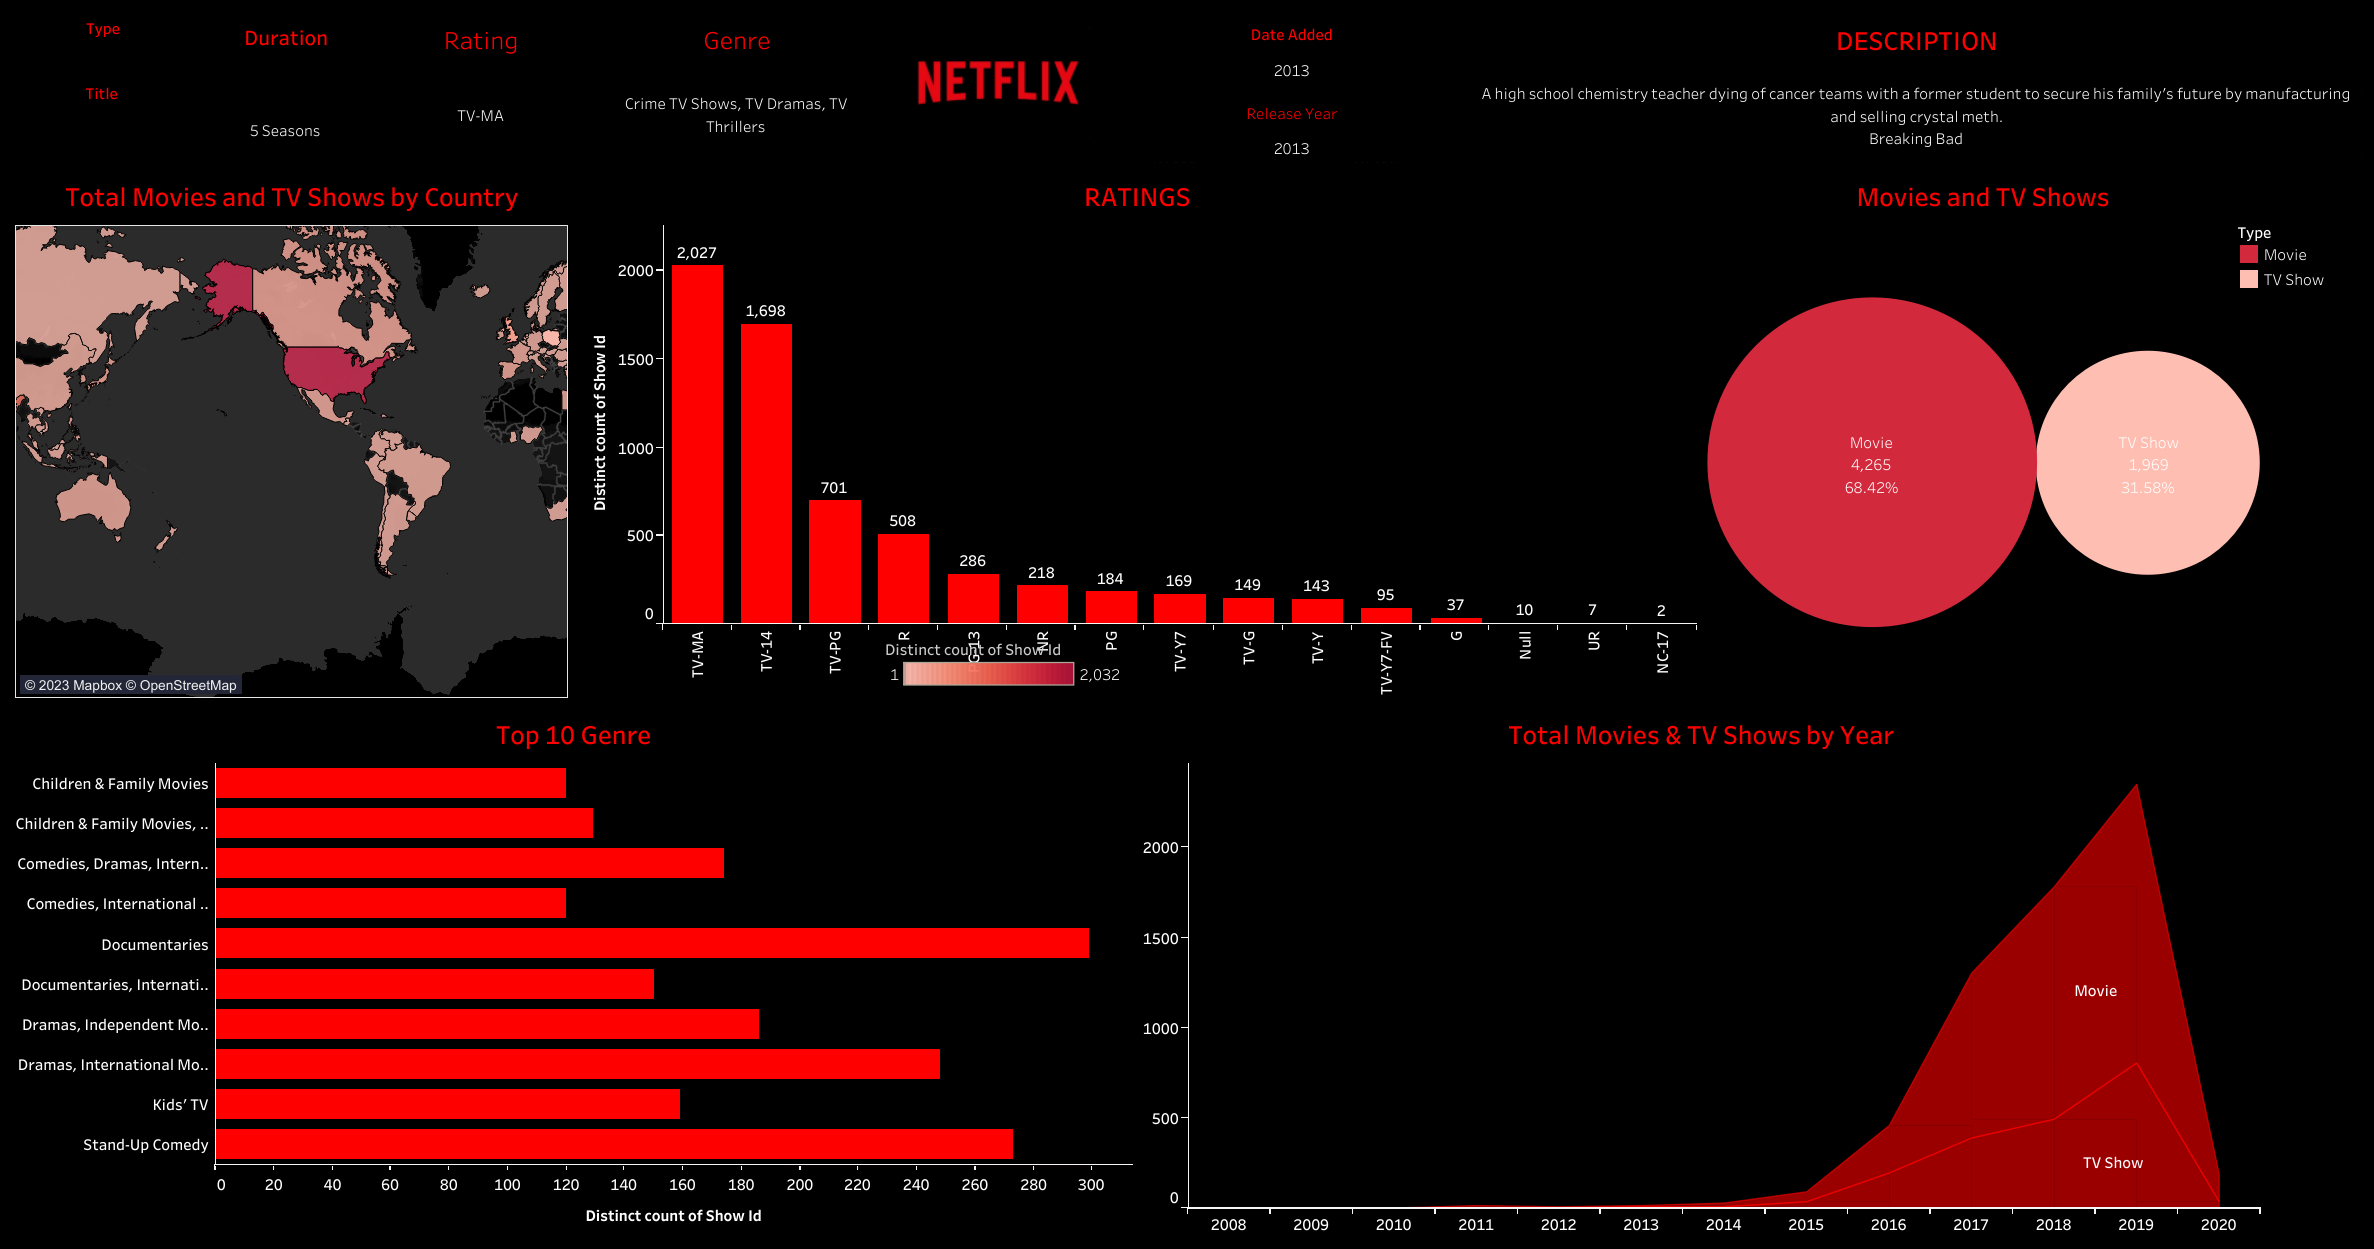 Type
Title
Duration
5 Seasons
Rating
TV-MA
Genre
Crime TV Shows, TV Dramas, TV
Thrillers
NETFLIX
Date Added
2013
Release Year
2013
DESCRIPTION
A high school chemistry teacher dying of cancer teams with a former student to secure his family's future by manufacturing
and selling crystal meth.
Breaking Bad
Total Movies and TV Shows by Country
© 2023 Mapbox © OpenStreetMap
RATINGS
Distinct count of Show Id
2000
1500
1000
500
0
2,027
1,698
701
508
286
218
184
169
149
143
95
37
10
7
2
TV-MA
TV-14
TV-PG
R
PG-13
NR
PG
TV-Y7
TV-G
TV-Y
TV-Y7-FV
G
Null
UR
NC-17
Distinct count of Show Id
1
2,032
Movies and TV Shows
Type
Movie
TV Show
Movie
4,265
68.42%
TV Show
1,969
31.58%
Top 10 Genre
Children & Family Movies
Children & Family Movies, ..
Comedies, Dramas, Intern..
Comedies, International ..
Documentaries
Documentaries, Internati..
Dramas, Independent Mo..
Dramas, International Mo..
Kids' TV
Stand-Up Comedy
0 20 40 60 80 100 120 140 160 180 200 220 240 260 280 300
Distinct count of Show Id
Total Movies & TV Shows by Year
2000
1500
1000
500
0
Movie
TV Show
2008 2009 2010 2011 2012 2013 2014 2015 2016 2017 2018 2019 2020